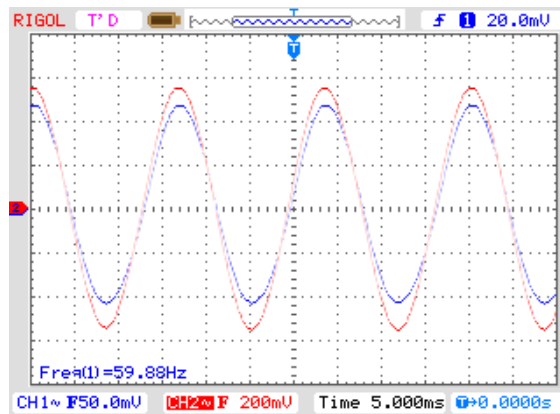 RIGOL T'D T f 1 20.0mV
T
2
Freq(1)=59.88Hz
CH1~ F50.0mV CH2~ F 200mV Time 5.000ms T→0.0000s